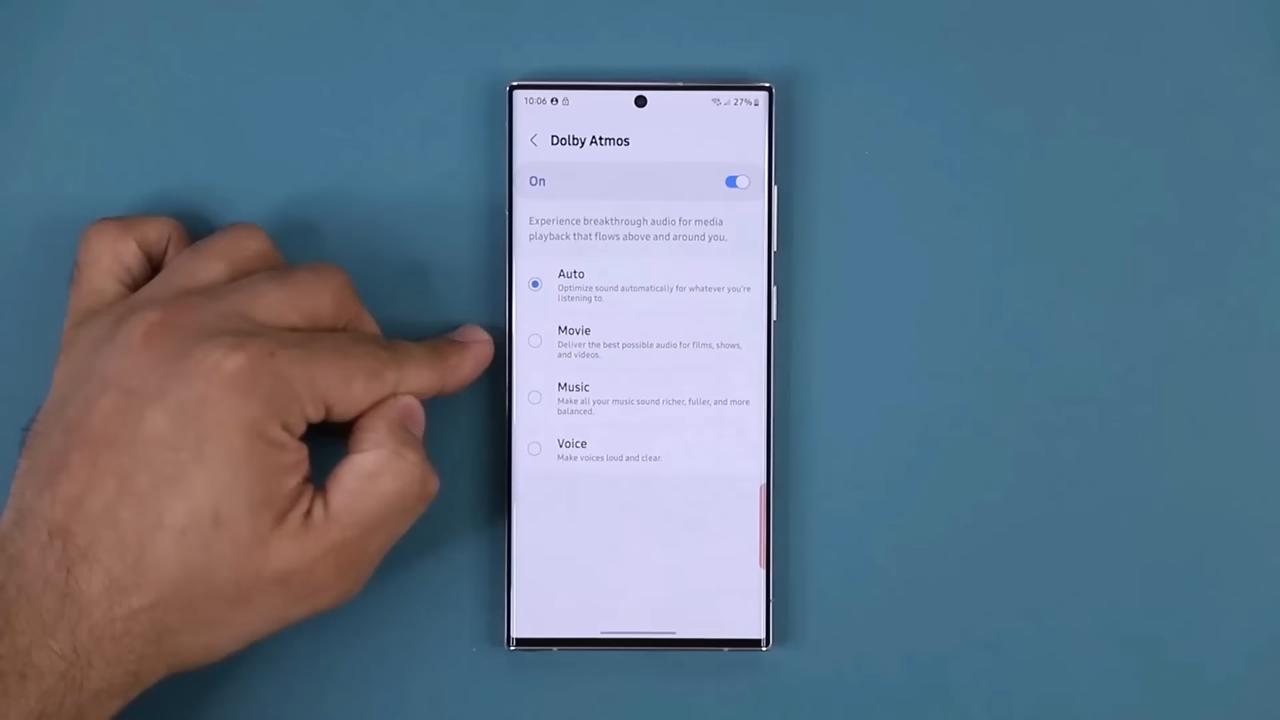 10:06
27%
Dolby Atmos
On
Experience breakthrough audio for media
playback that flows above and around you.
Auto
Optimize sound automatically for whatever you're
listening to.
Movie
Deliver the best possible audio for films, shows,
and videos.
Music
Make all your music sound richer, fuller, and more
balanced.
Voice
Make voices loud and clear.